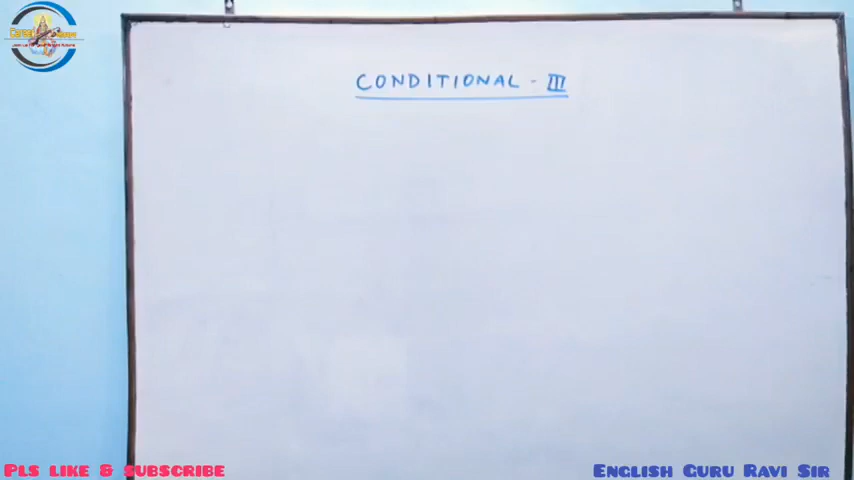 CONDITIONAL - III
PLS LIKE & SUBSCRIBE
ENGLISH GURU RAVI SIR